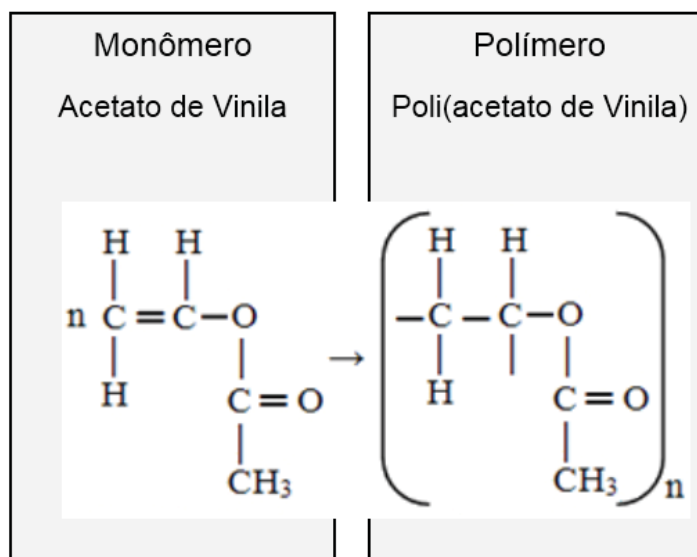 Monômero
Acetato de Vinila
Polímero
Poli(acetato de Vinila)
H H
n C = C – O
H
C = O
CH₃
→
H H
– C – C – O
H
C = O
CH₃
n